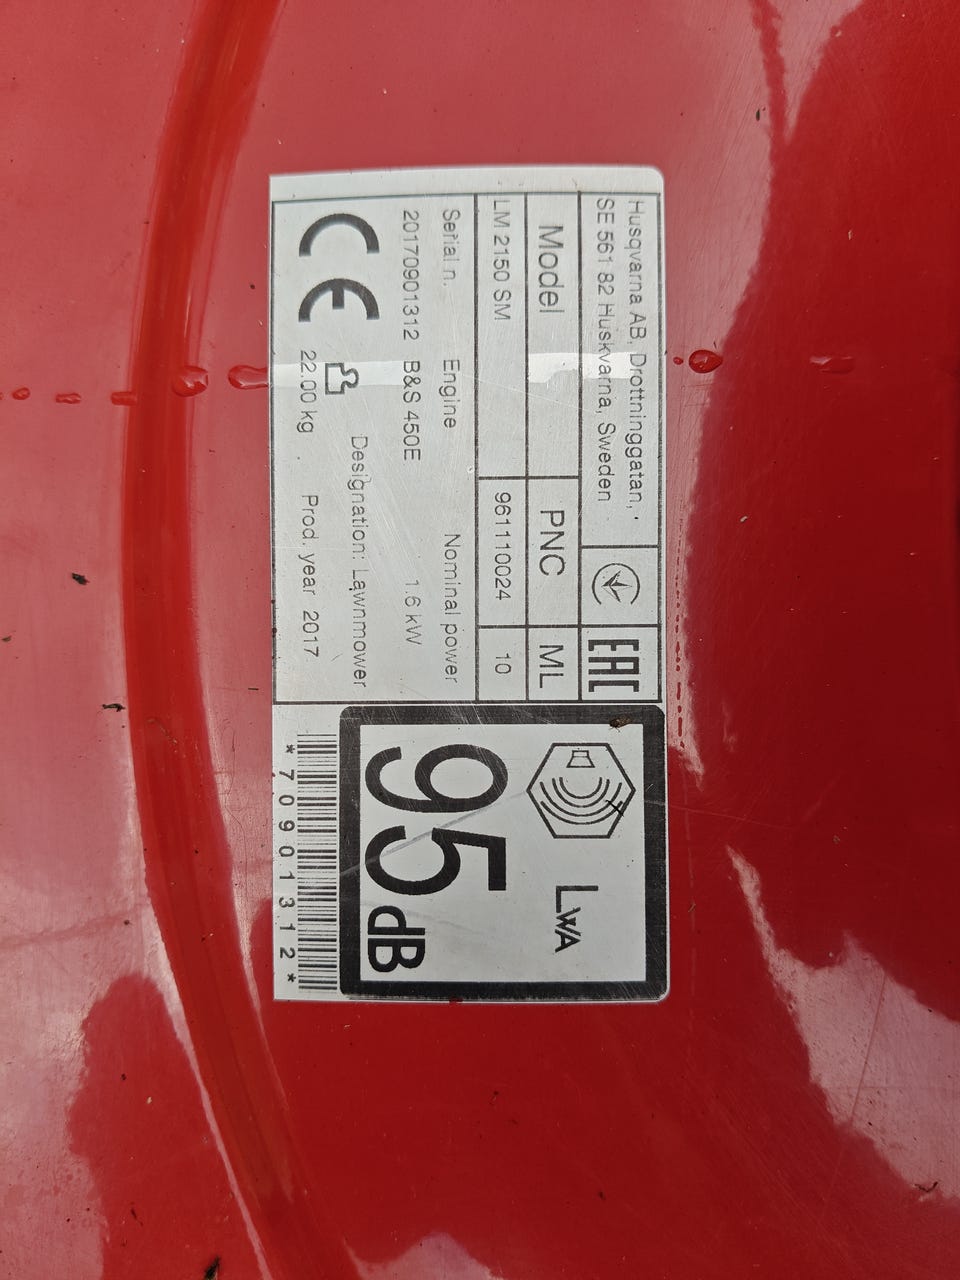 Husqvarna AB, Drottninggatan,
SE 561 82 Huskvarna, Sweden
EAC
Model PNC ML
LM 2150 SM 961110024 10
Serial n. Engine Nominal power
20170901312 B&S 450E 1.6 kW
Designation: Lawnmower
CE 22.00 kg Prod. year 2017
LWA
95 dB
*70901312*